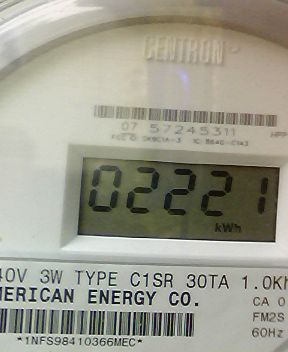 CENTRON
07 57245311
02221
kWh
40V 3W TYPE C1SR 30TA 1.0Kh
MERICAN ENERGY CO.
CA 0
FM2S
60Hz
*1NFS98410366MEC*